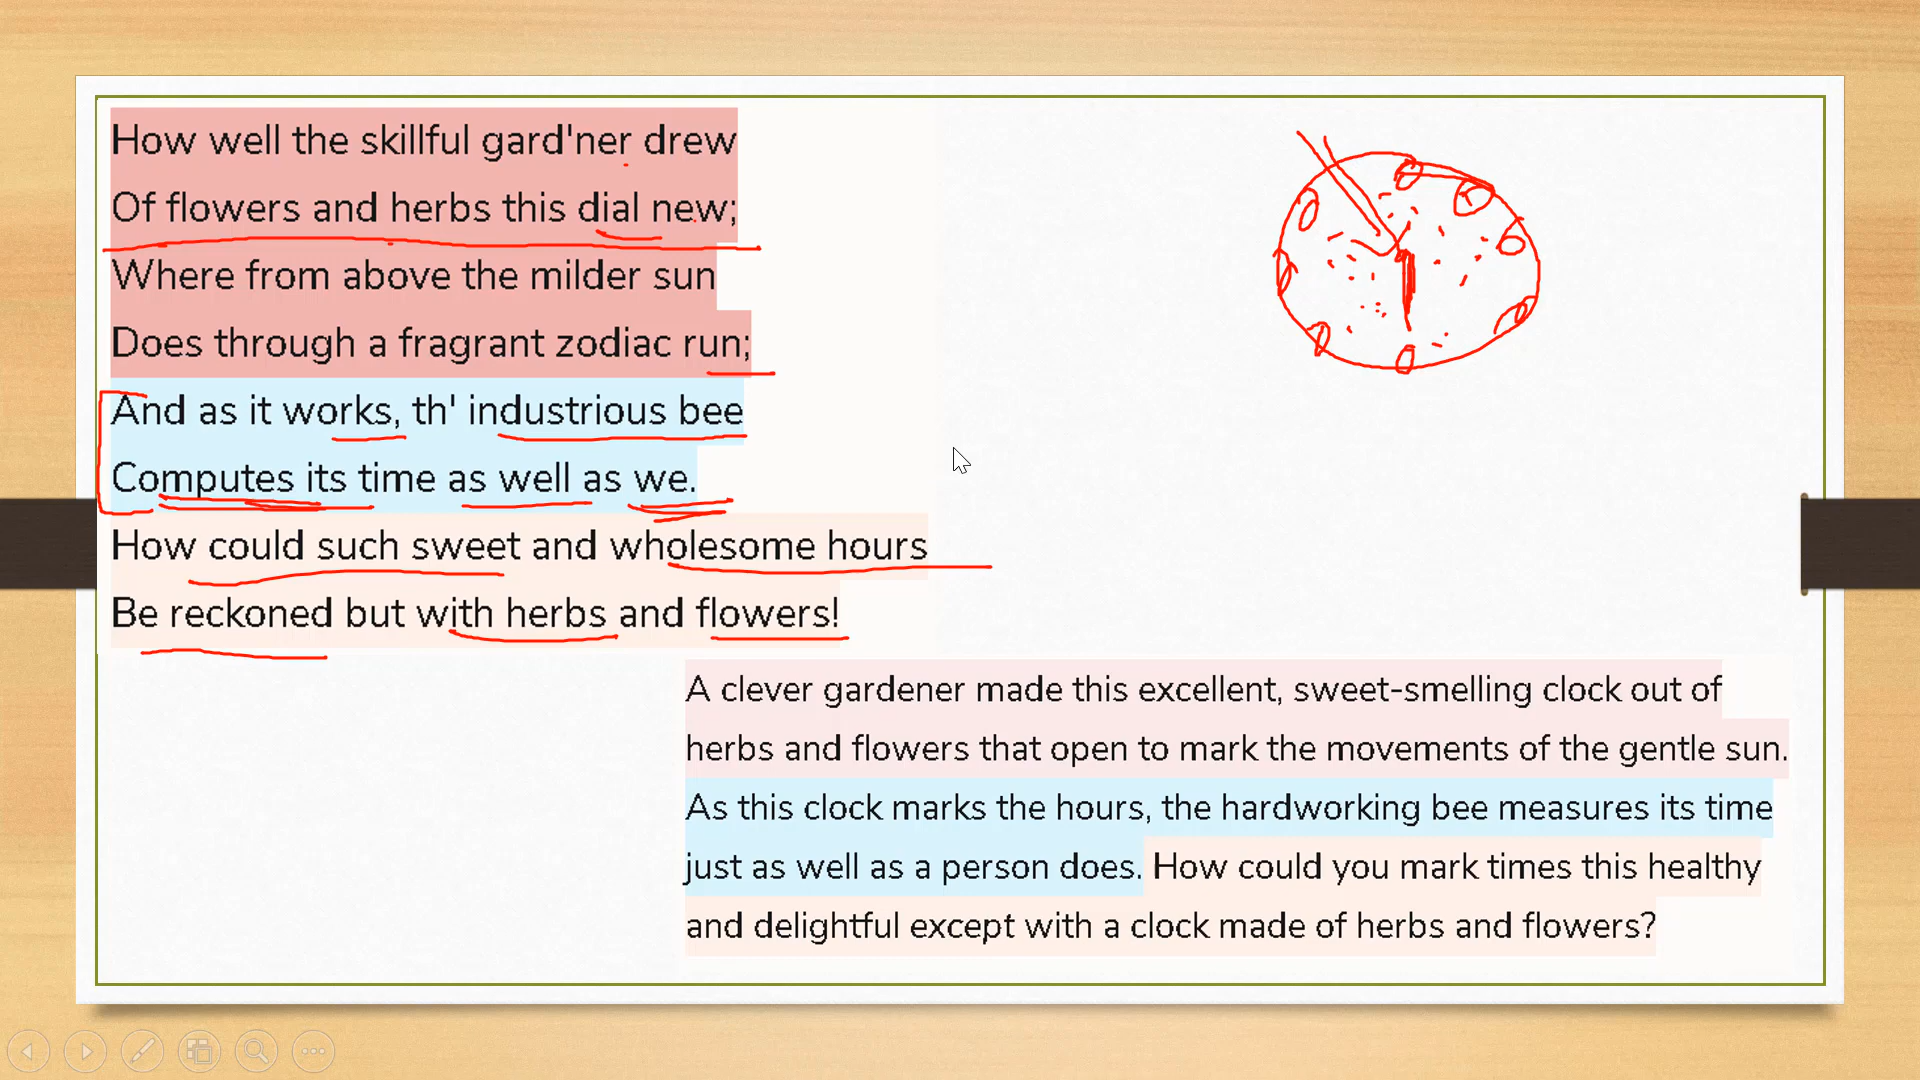 How well the skillful gard'ner drew
Of flowers and herbs this dial new;
Where from above the milder sun
Does through a fragrant zodiac run;
And as it works, th' industrious bee
Computes its time as well as we.
How could such sweet and wholesome hours
Be reckoned but with herbs and flowers!
A clever gardener made this excellent, sweet-smelling clock out of
herbs and flowers that open to mark the movements of the gentle sun.
As this clock marks the hours, the hardworking bee measures its time
just as well as a person does. How could you mark times this healthy
and delightful except with a clock made of herbs and flowers?